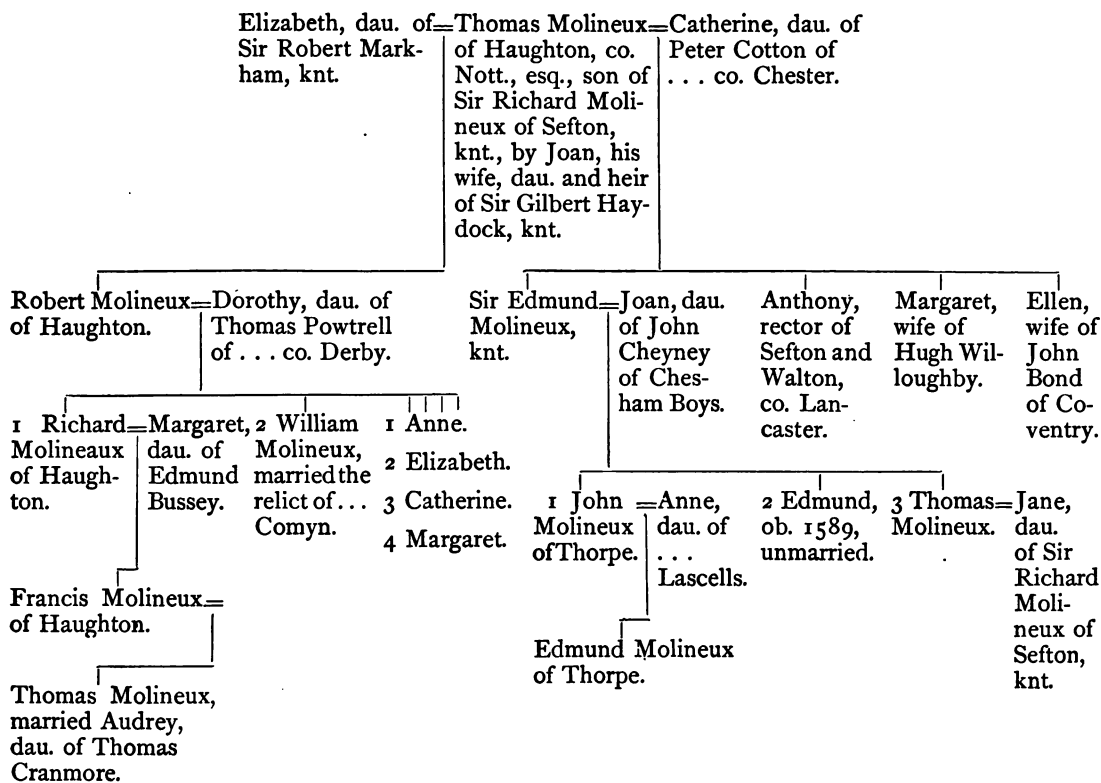 Elizabeth, dau. of=Thomas Molineux=Catherine, dau. of
Sir Robert Mark-
ham, knt.
of Haughton, co.
Nott., esq., son of
Sir Richard Moli-
neux of Sefton,
knt., by Joan, his
wife, dau. and heir
of Sir Gilbert Hay-
dock, knt.
Peter Cotton of
. . . co. Chester.
Robert Molineux=Dorothy, dau. of
of Haughton.
Thomas Powtrell
of . . . co. Derby.
Sir Edmund=Joan, dau.
Molineux,
knt.
of John
Cheyney
of Ches-
ham Boys.
Anthony,
rector of
Sefton and
Walton,
co. Lan-
caster.
Margaret,
wife of
Hugh Wil-
loughby.
Ellen,
wife of
John
Bond
of Co-
ventry.
1 Richard=Margaret,
Molineaux
of Haugh-
ton.
dau. of
Edmund
Bussey.
2 William
Molineux,
married the
relict of . . .
Comyn.
1 Anne.
2 Elizabeth.
3 Catherine.
4 Margaret.
1 John =Anne,
Molineux
of Thorpe.
dau. of
. . .
Lascells.
2 Edmund,
ob. 1589,
unmarried.
3 Thomas=Jane,
Molineux.
dau.
of Sir
Richard
Moli-
neux of
Sefton,
knt.
Francis Molineux=
of Haughton.
Edmund Molineux
of Thorpe.
Thomas Molineux,
married Audrey,
dau. of Thomas
Cranmore.